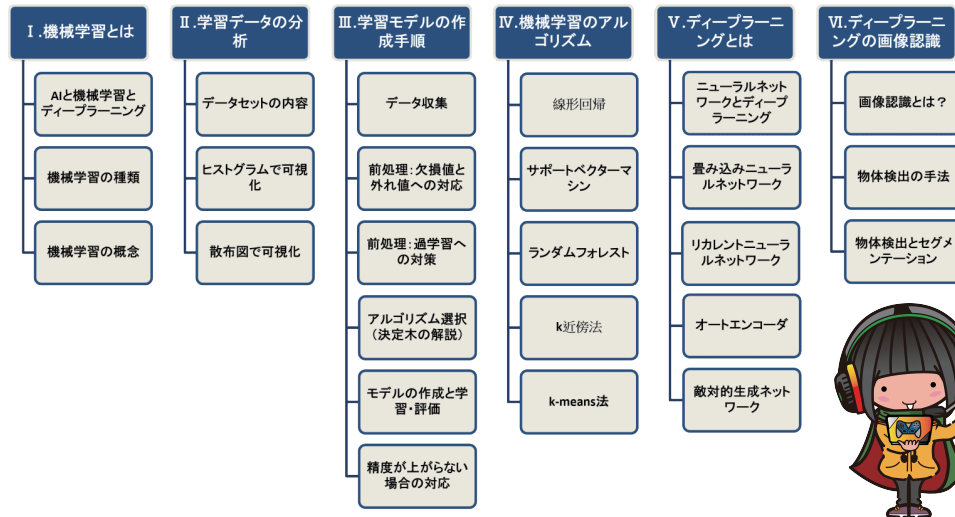 Ⅰ.機械学習とは
AIと機械学習と
ディープラーニング
機械学習の種類
機械学習の概念
Ⅱ.学習データの分
析
データセットの内容
ヒストグラムで可視
化
散布図で可視化
Ⅲ.学習モデルの作
成手順
データ収集
前処理:欠損値と
外れ値への対応
前処理:過学習へ
の対策
アルゴリズム選択
(決定木の解説)
モデルの作成と学
習・評価
精度が上がらない
場合の対応
Ⅳ.機械学習のアル
ゴリズム
線形回帰
サポートベクターマ
シン
ランダムフォレスト
k近傍法
k-means法
Ⅴ.ディープラーニ
ングとは
ニューラルネット
ワークとディープ
ラーニング
畳み込みニューラ
ルネットワーク
リカレントニューラ
ルネットワーク
オートエンコーダ
敵対的生成ネット
ワーク
Ⅵ.ディープラーニ
ングの画像認識
画像認識とは?
物体検出の手法
物体検出とセグメ
ンテーション